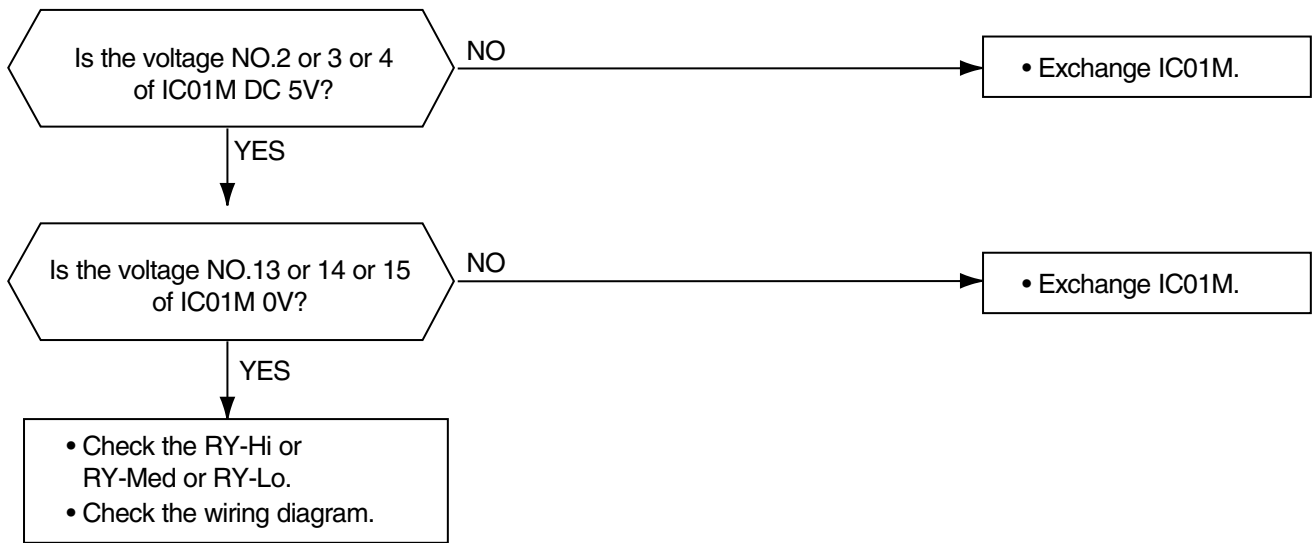 Is the voltage NO.2 or 3 or 4
of IC01M DC 5V?
NO
• Exchange IC01M.
YES
Is the voltage NO.13 or 14 or 15
of IC01M 0V?
NO
• Exchange IC01M.
YES
• Check the RY-Hi or
RY-Med or RY-Lo.
• Check the wiring diagram.